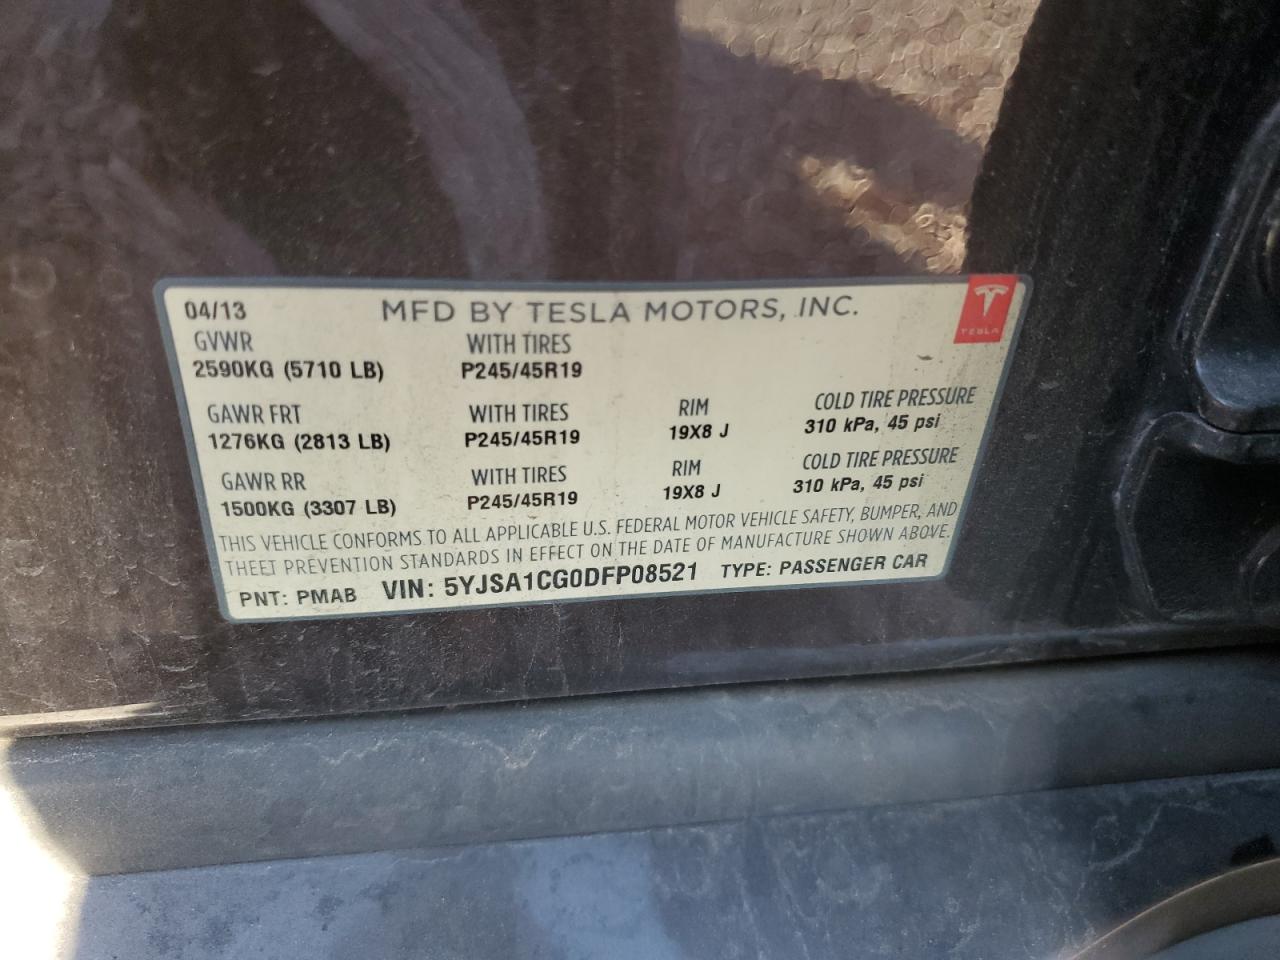 04/13 MFD BY TESLA MOTORS, INC.
TESLA
GVWR WITH TIRES
2590KG (5710 LB) P245/45R19
GAWR FRT WITH TIRES RIM COLD TIRE PRESSURE
1276KG (2813 LB) P245/45R19 19X8 J 310 kPa, 45 psi
GAWR RR WITH TIRES RIM COLD TIRE PRESSURE
1500KG (3307 LB) P245/45R19 19X8 J 310 kPa, 45 psi
THIS VEHICLE CONFORMS TO ALL APPLICABLE U.S. FEDERAL MOTOR VEHICLE SAFETY, BUMPER, AND
THEFT PREVENTION STANDARDS IN EFFECT ON THE DATE OF MANUFACTURE SHOWN ABOVE.
PNT: PMAB VIN: 5YJSA1CG0DFP08521 TYPE: PASSENGER CAR